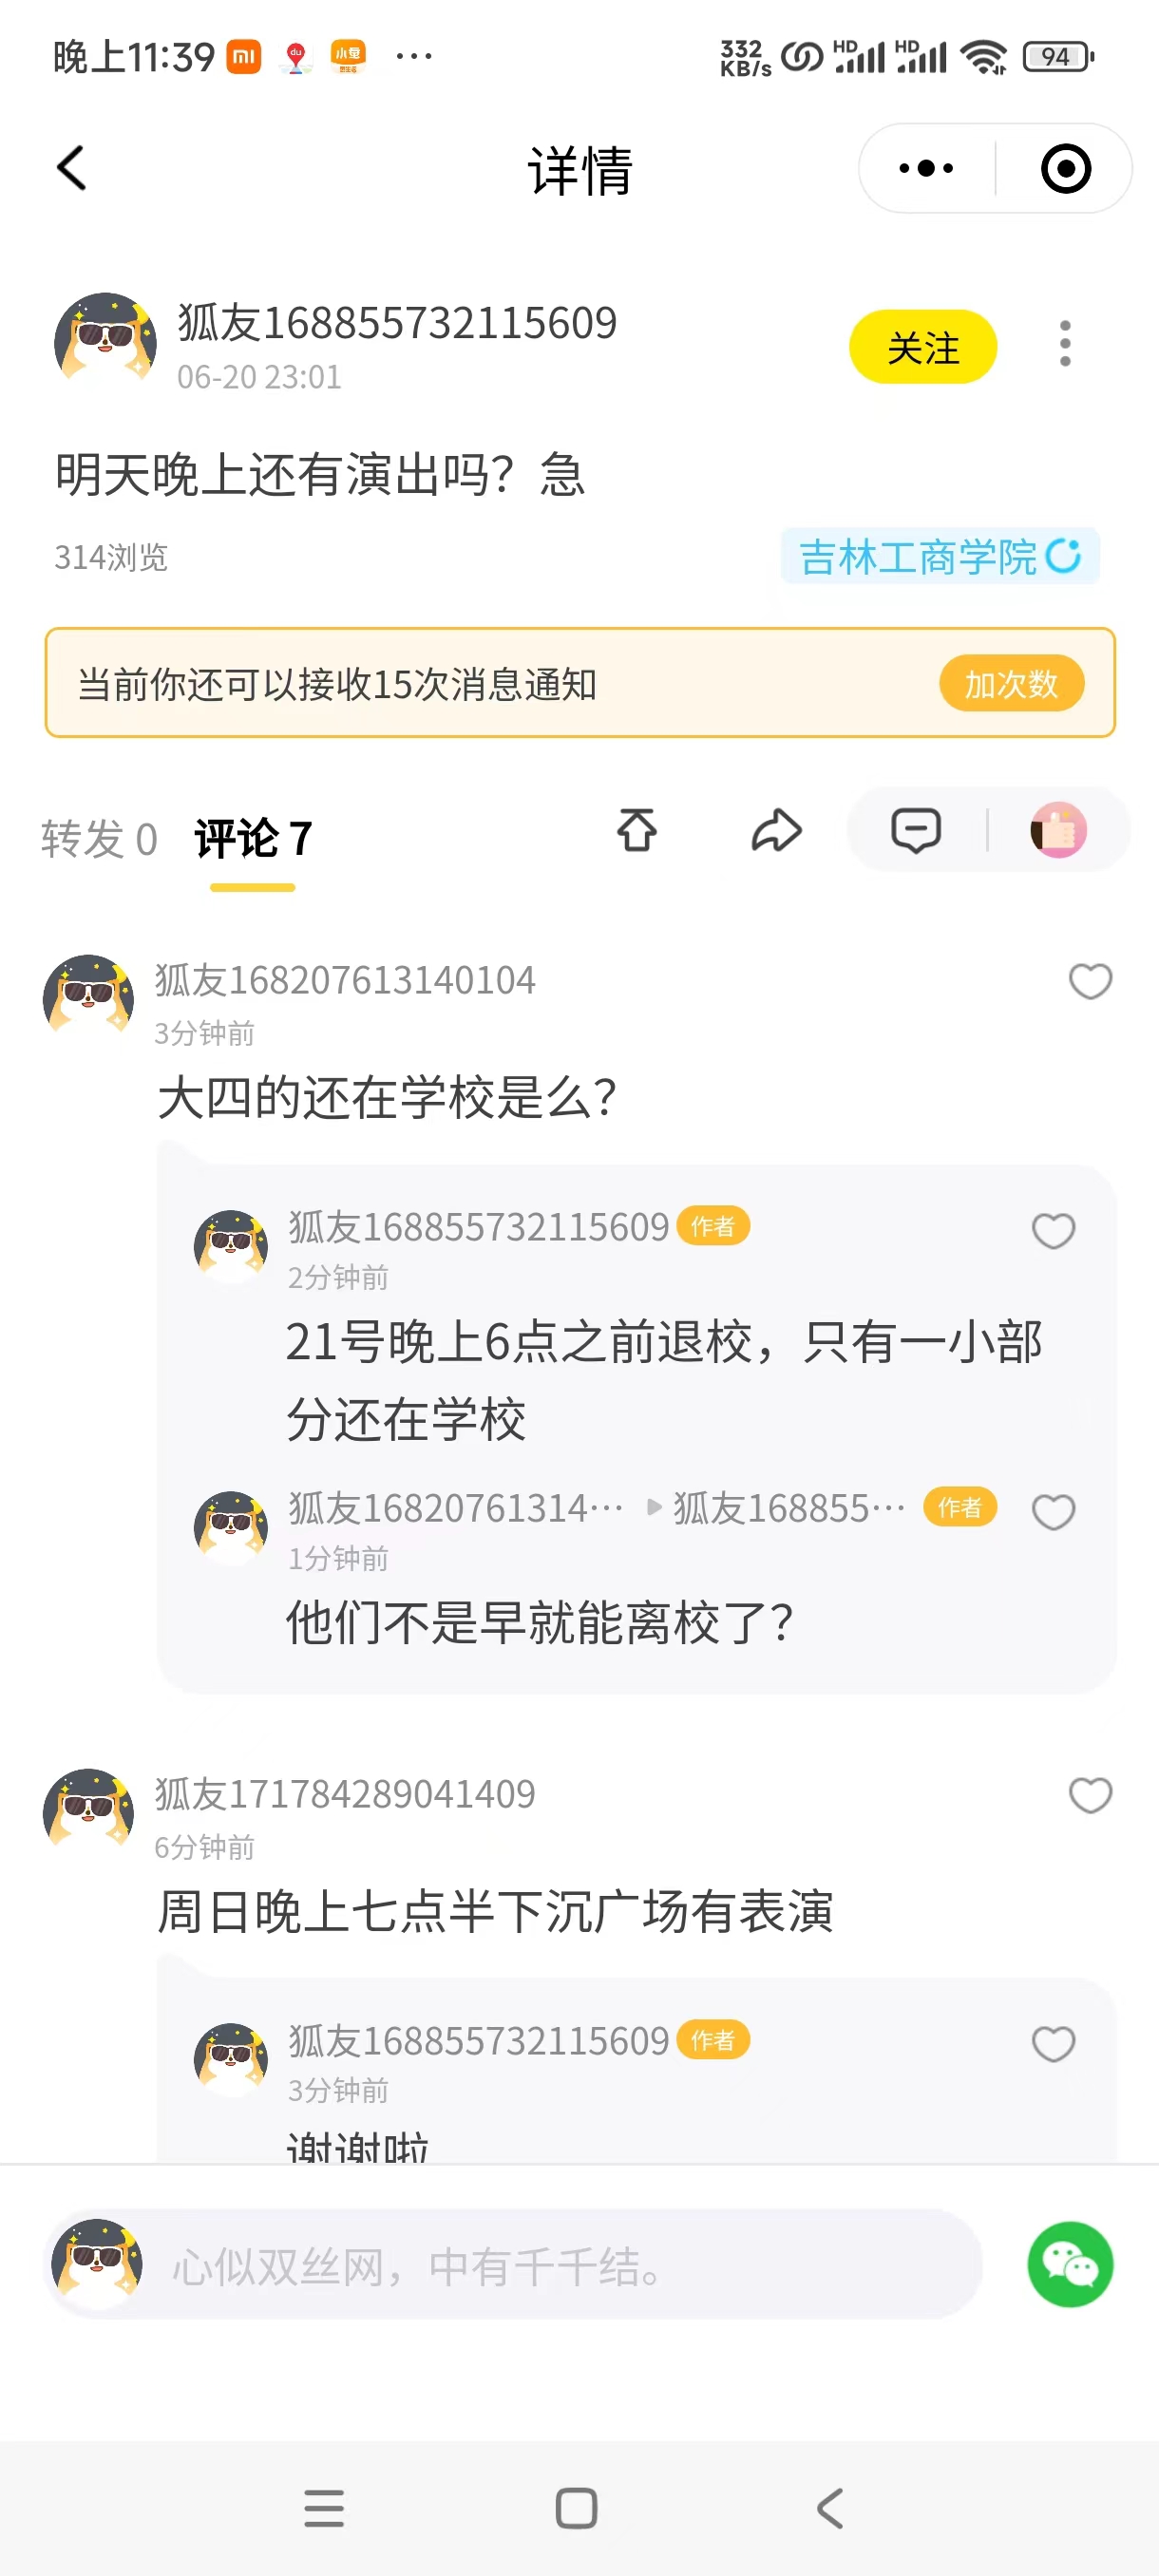 晚上11:39
332
KB/s
HD
HD
94
详情
狐友168855732115609
06-20 23:01
关注
明天晚上还有演出吗？急
314浏览
吉林工商学院
当前你还可以接收15次消息通知
加次数
转发 0
评论 7
狐友168207613140104
3分钟前
大四的还在学校是么？
狐友168855732115609 作者
2分钟前
21号晚上6点之前退校，只有一小部
分还在学校
狐友16820761314… 狐友168855… 作者
1分钟前
他们不是早就能离校了？
狐友171784289041409
6分钟前
周日晚上七点半下沉广场有表演
狐友168855732115609 作者
3分钟前
谢谢啦
心似双丝网，中有千千结。